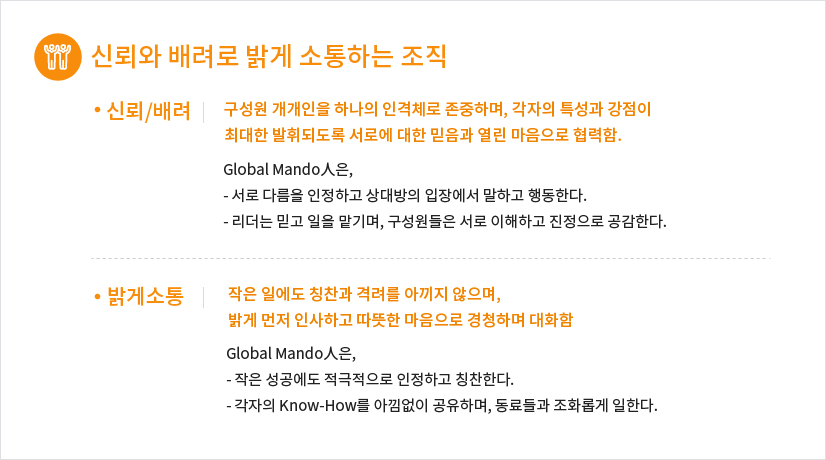 신뢰와 배려로 밝게 소통하는 조직
• 신뢰/배려
구성원 개개인을 하나의 인격체로 존중하며, 각자의 특성과 강점이
최대한 발휘되도록 서로에 대한 믿음과 열린 마음으로 협력함.
Global Mando人은,
- 서로 다름을 인정하고 상대방의 입장에서 말하고 행동한다.
- 리더는 믿고 일을 맡기며, 구성원들은 서로 이해하고 진정으로 공감한다.
• 밝게소통
작은 일에도 칭찬과 격려를 아끼지 않으며,
밝게 먼저 인사하고 따뜻한 마음으로 경청하며 대화함
Global Mando人은,
- 작은 성공에도 적극적으로 인정하고 칭찬한다.
- 각자의 Know-How를 아낌없이 공유하며, 동료들과 조화롭게 일한다.